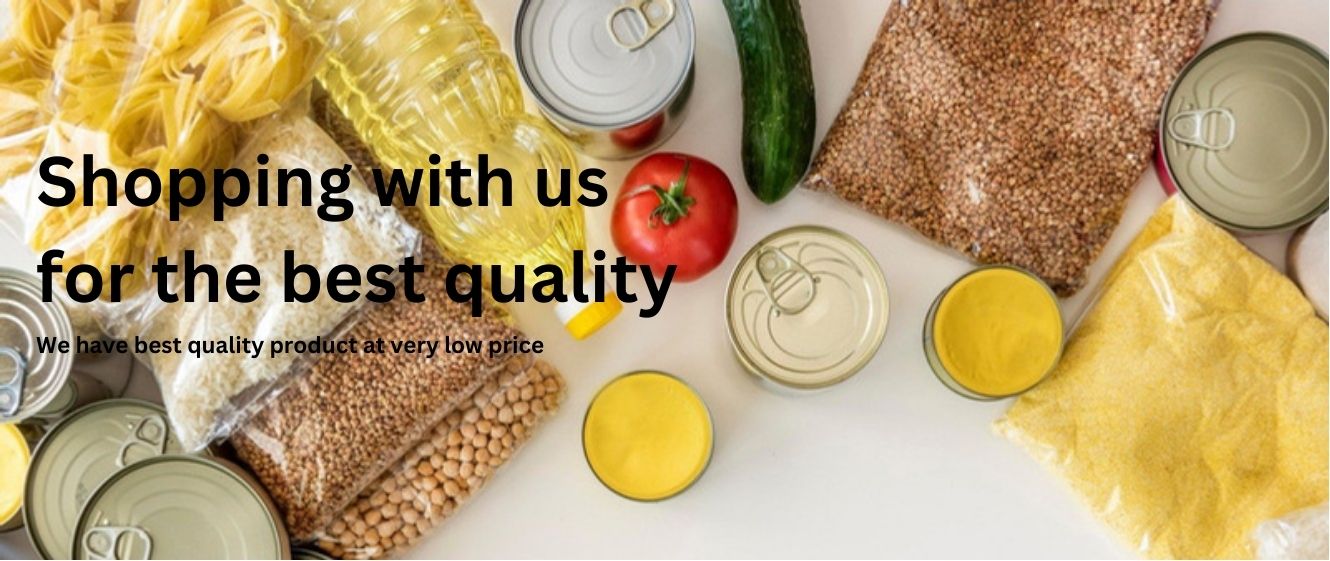 Shopping with us
for the best quality
We have best quality product at very low price